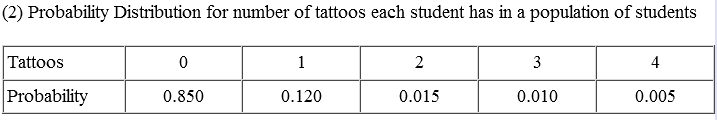 (2) Probability Distribution for number of tattoos each student has in a population of students
Tattoos 0 1 2 3 4
Probability 0.850 0.120 0.015 0.010 0.005